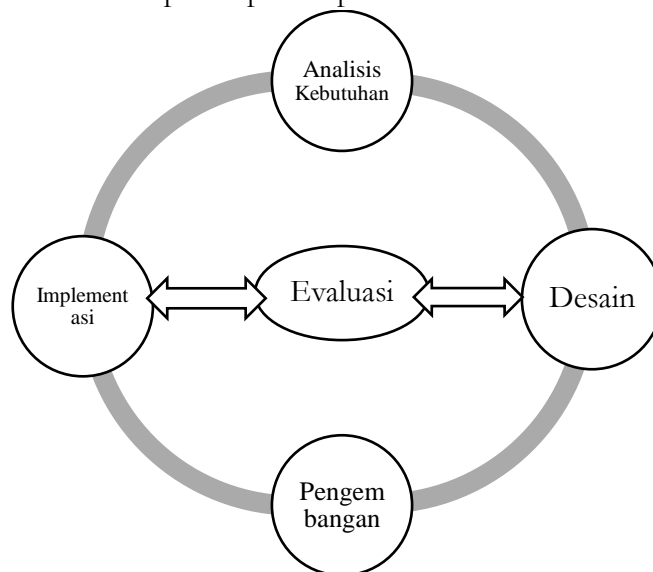 Analisis
Kebutuhan
Implement
asi
Evaluasi
Desain
Pengem
bangan